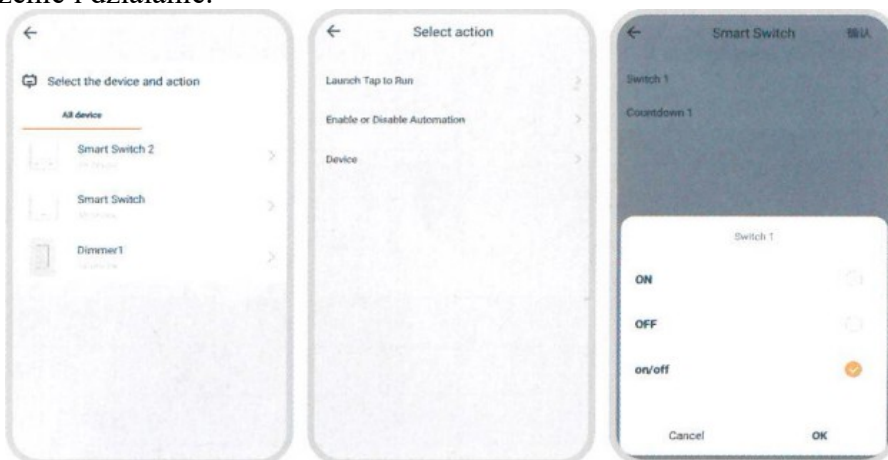 i działanie.
Select the device and action
All device
Smart Switch 2
Smart Switch
Dimmer1
Select action
Launch Tap to Run
Enable or Disable Automation
Device
Smart Switch 确认
Switch 1
Countdown 1
Switch 1
ON
OFF
on/off
Cancel OK